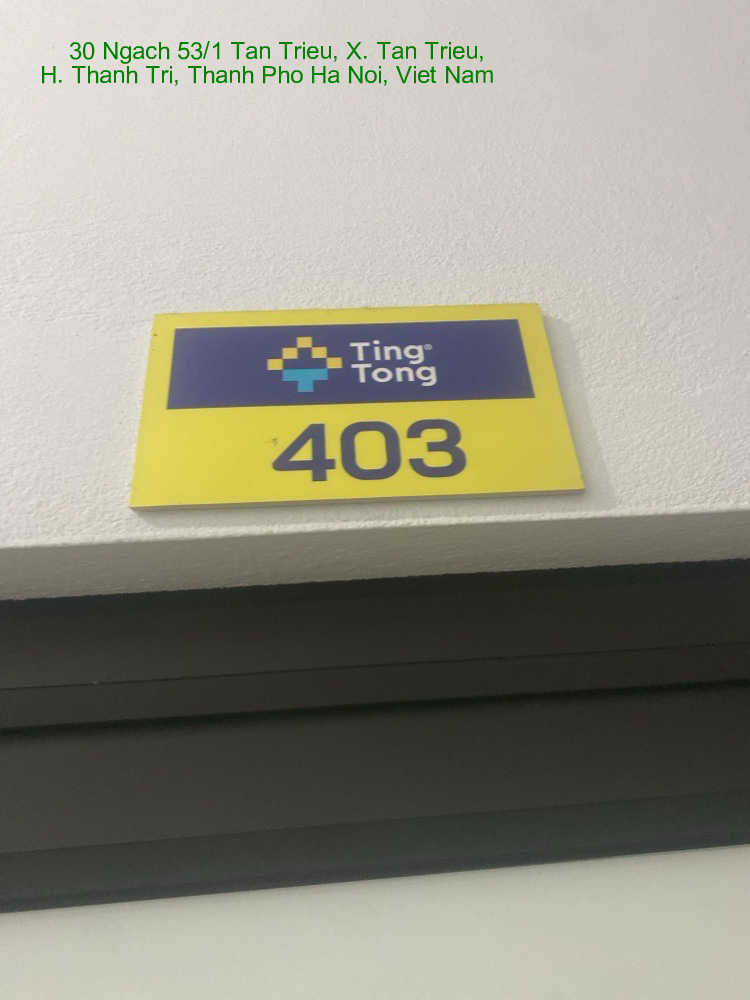 30 Ngach 53/1 Tan Trieu, X. Tan Trieu,
H. Thanh Tri, Thanh Pho Ha Noi, Viet Nam
Ting®
Tong
403